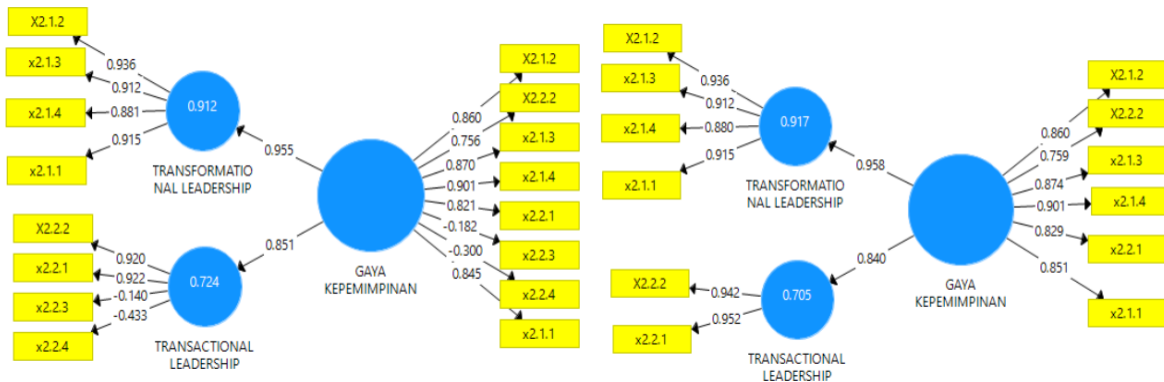 X2.1.2
x2.1.3
x2.1.4
x2.1.1
0.936
0.912
0.881
0.915
0.912
TRANSFORMATIO
NAL LEADERSHIP
0.955
X2.2.2
x2.2.1
x2.2.3
x2.2.4
0.920
0.922
-0.140
-0.433
0.724
TRANSACTIONAL
LEADERSHIP
0.851
GAYA
KEPEMIMPINAN
0.860
0.756
0.870
0.901
0.821
-0.182
-0.300
0.845
X2.1.2
X2.2.2
x2.1.3
x2.1.4
x2.2.1
x2.2.3
x2.2.4
x2.1.1
X2.1.2
x2.1.3
x2.1.4
x2.1.1
0.936
0.912
0.880
0.915
0.917
TRANSFORMATIO
NAL LEADERSHIP
0.958
X2.2.2
x2.2.1
0.942
0.952
0.705
TRANSACTIONAL
LEADERSHIP
0.840
GAYA
KEPEMIMPINAN
0.860
0.759
0.874
0.901
0.829
0.851
X2.1.2
X2.2.2
x2.1.3
x2.1.4
x2.2.1
x2.1.1